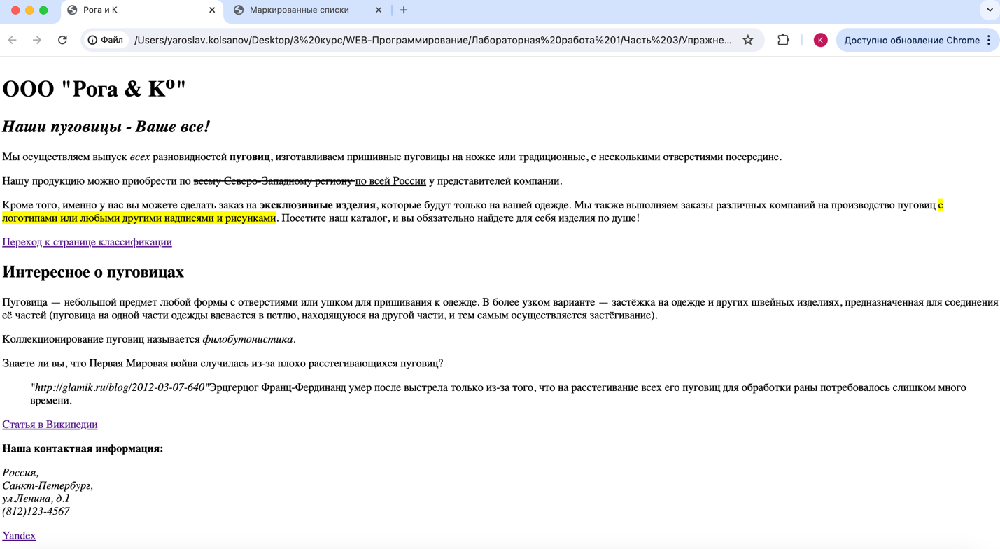 Рога и К
Маркированные списки
Файл /Users/yaroslav.kolsanov/Desktop/3%20курс/WEB-Программирование/Лабораторная%20работа%201/Часть%203/Упражне... K Доступно обновление Chrome
ООО "Рога & Kº"
Наши пуговицы - Ваше все!
Мы осуществляем выпуск всех разновидностей пуговиц, изготавливаем пришивные пуговицы на ножке или традиционные, с несколькими отверстиями посередине.
Нашу продукцию можно приобрести по всему Северо-Западному региону по всей России у представителей компании.
Кроме того, именно у нас вы можете сделать заказ на эксклюзивные изделия, которые будут только на вашей одежде. Мы также выполняем заказы различных компаний на производство пуговиц с
логотипами или любыми другими надписями и рисунками. Посетите наш каталог, и вы обязательно найдете для себя изделия по душе!
Переход к странице классификации
Интересное о пуговицах
Пуговица — небольшой предмет любой формы с отверстиями или ушком для пришивания к одежде. В более узком варианте — застёжка на одежде и других швейных изделиях, предназначенная для соединения
её частей (пуговица на одной части одежды вдевается в петлю, находящуюся на другой части, и тем самым осуществляется застёгивание).
Коллекционирование пуговиц называется филобутонистика.
Знаете ли вы, что Первая Мировая война случилась из-за плохо расстегивающихся пуговиц?
"http://glamik.ru/blog/2012-03-07-640"Эрцгерцог Франц-Фердинанд умер после выстрела только из-за того, что на расстегивание всех его пуговиц для обработки раны потребовалось слишком много
времени.
Статья в Википедии
Наша контактная информация:
Россия,
Санкт-Петербург,
ул.Ленина, д.1
(812)123-4567
Yandex